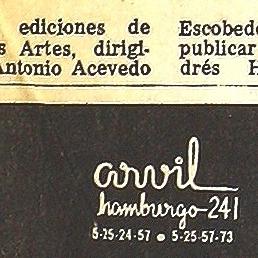 ediciones de
Artes, dirigi-
Antonio Acevedo
Escobedo
publicar
drés H
arvil
hamburgo-241
5-25-24-57 • 5-25-57-73